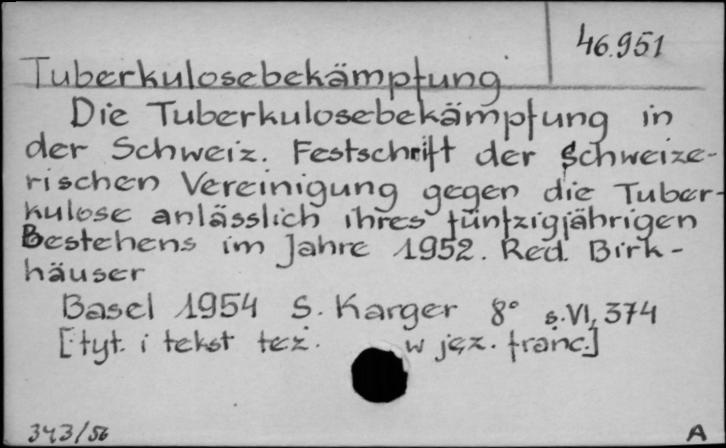 46.951
Tuberkulosebekämpfung
Die Tuberkulosebekämpfung in
der Schweiz. Festschrift der Schweize-
rischen Vereinigung gegen die Tuber-
kulose anlässlich ihres fünfzigjährigen
Bestehens im Jahre 1952. Red. Birk-
häuser
Basel 1954 S. Karger 8° s. VI, 374
[tyt. i tekst też. w jęz. franc.]
343/56 A